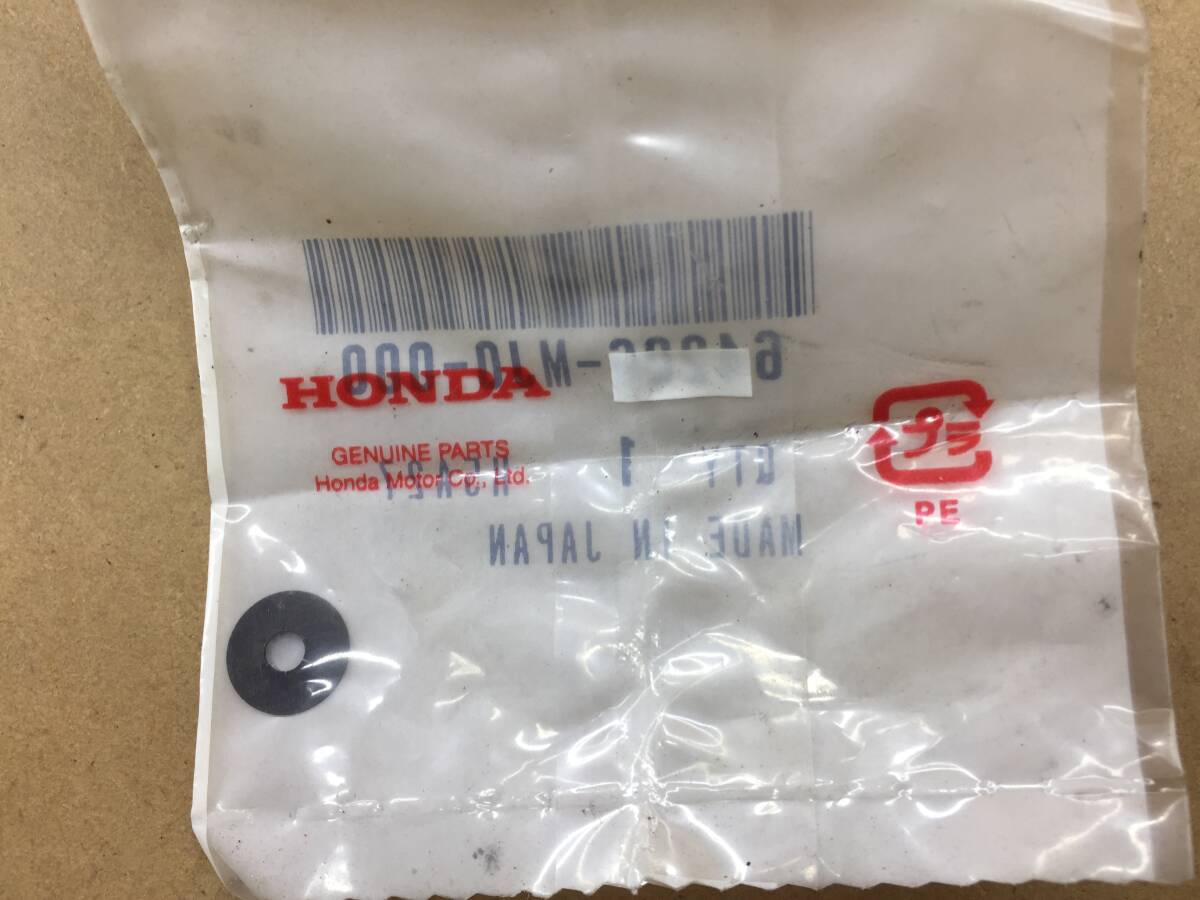 HONDA
GENUINE PARTS
Honda Motor Co., Ltd.
プラ
PE
QTY 1
MADE IN JAPAN